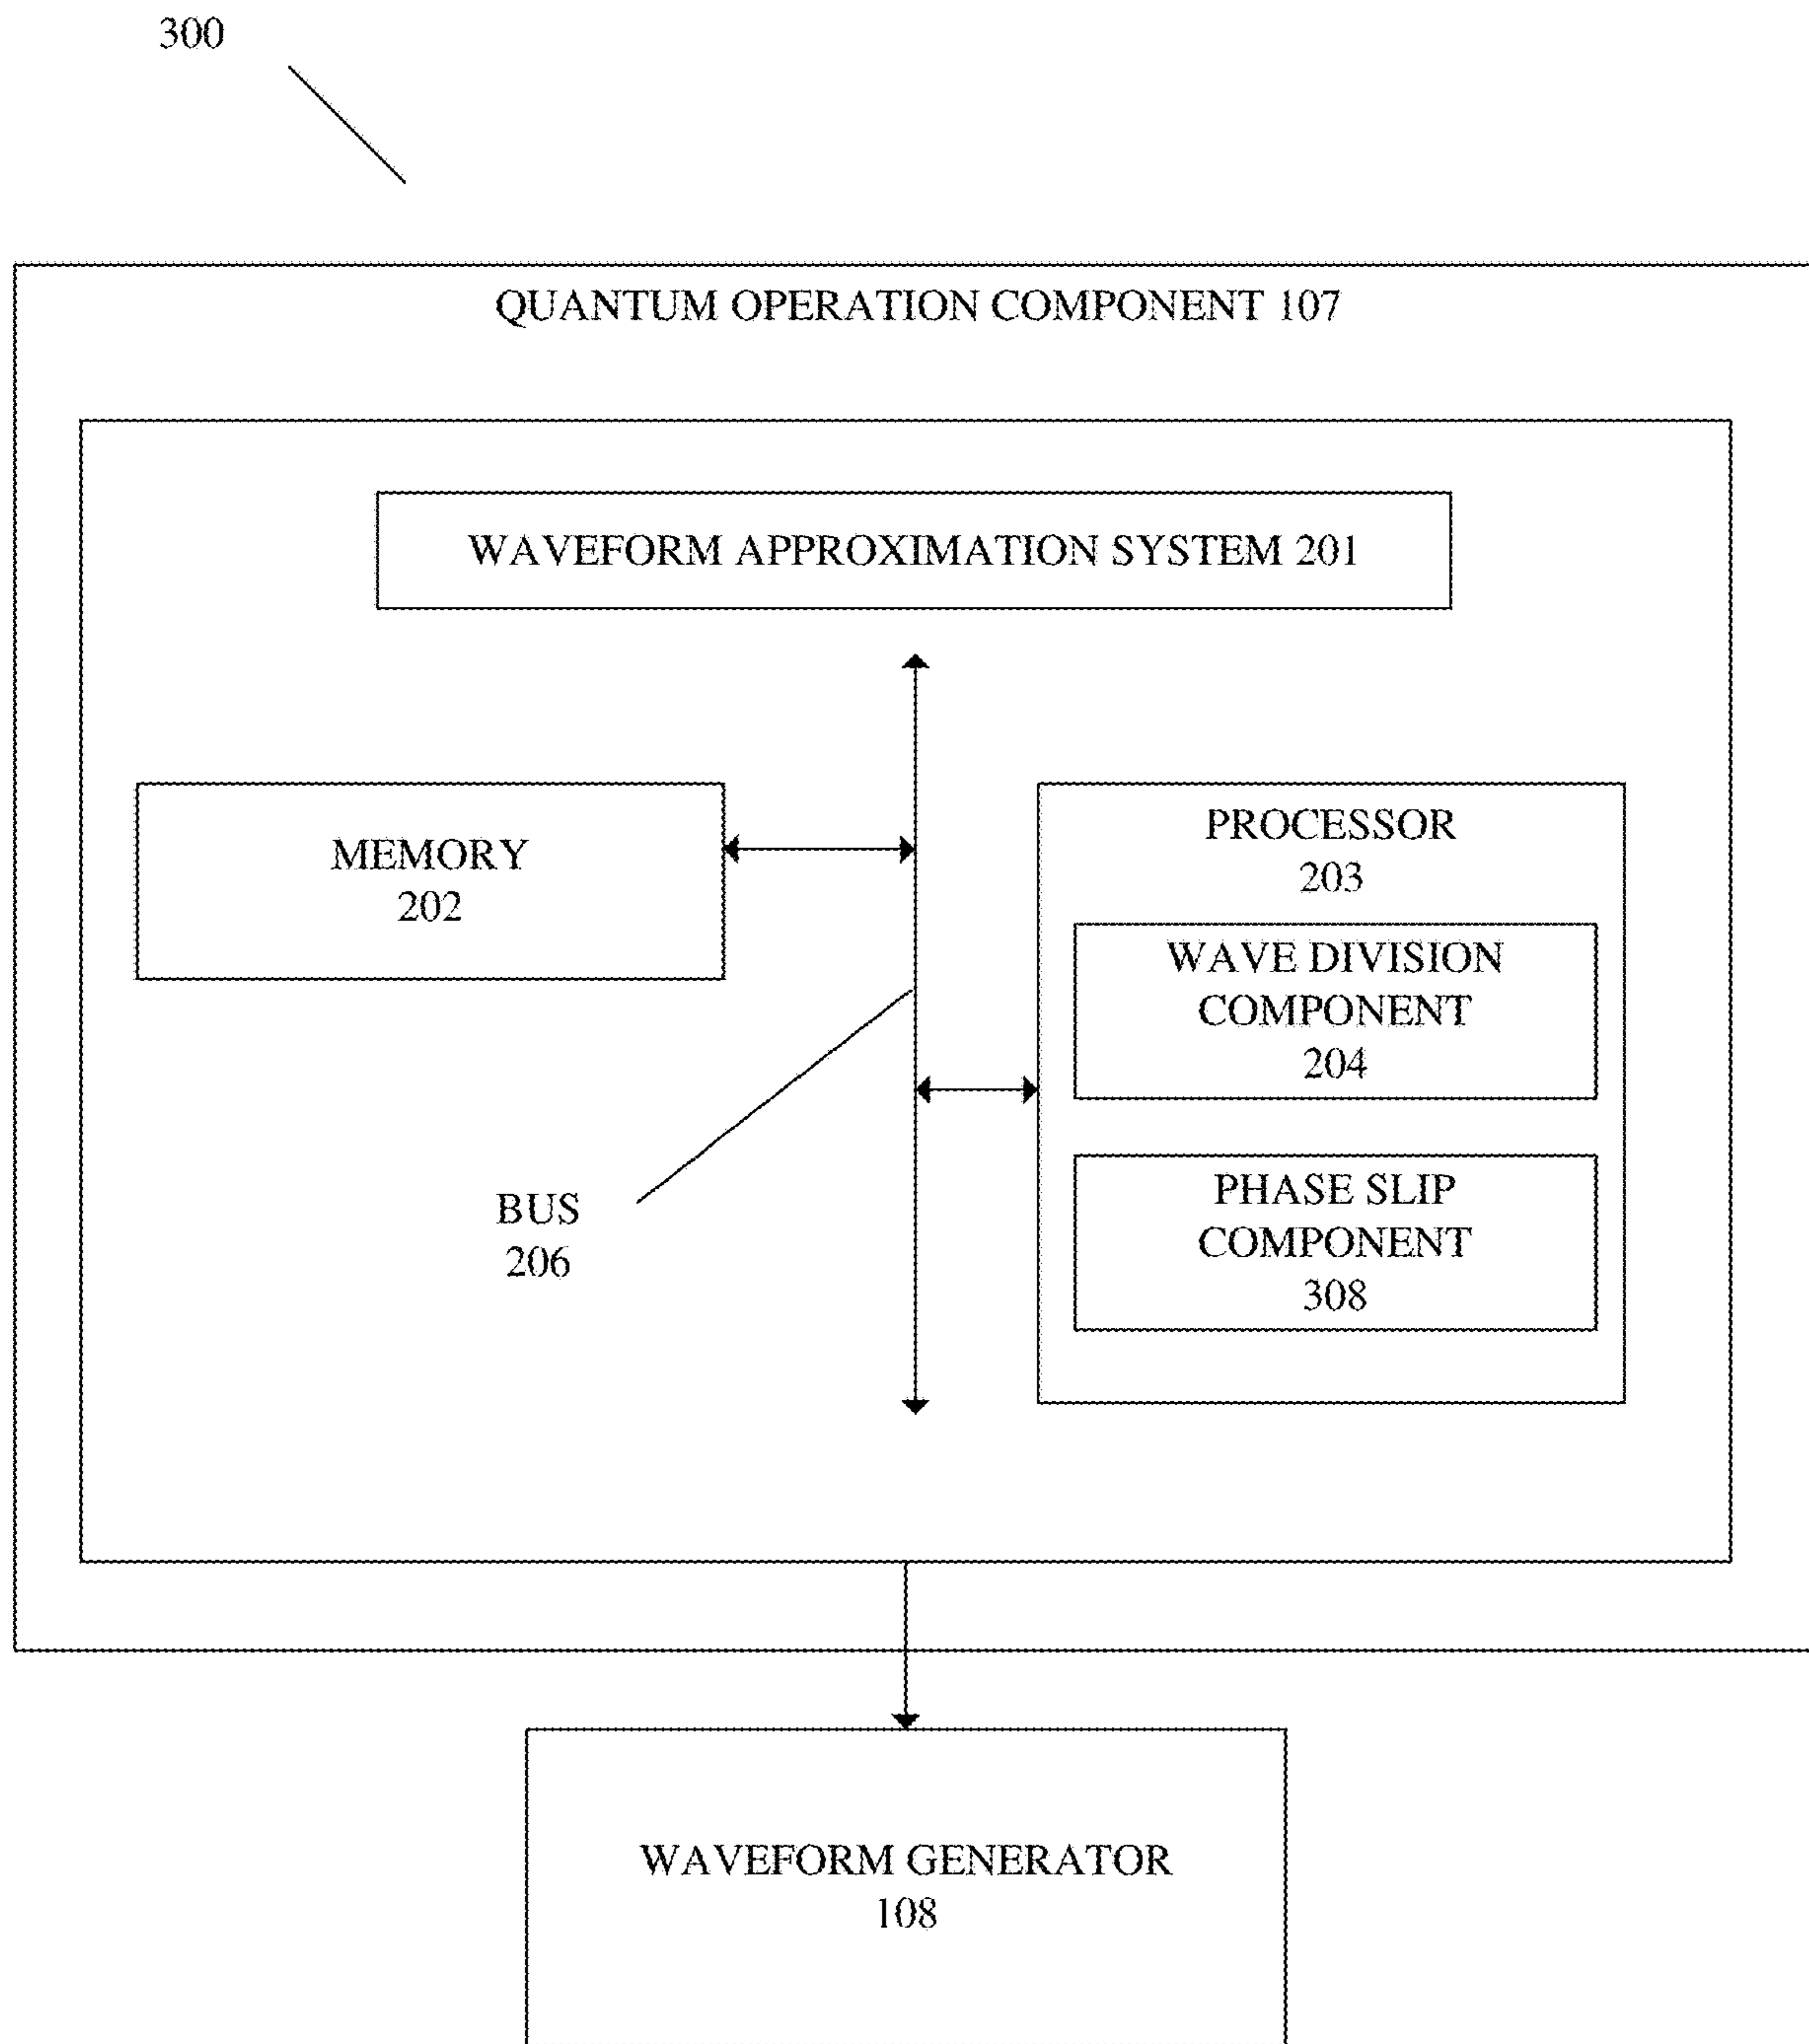 300
QUANTUM OPERATION COMPONENT 107
WAVEFORM APPROXIMATION SYSTEM 201
MEMORY
202
PROCESSOR
203
WAVE DIVISION
COMPONENT
204
BUS
206
PHASE SLIP
COMPONENT
308
WAVEFORM GENERATOR
108